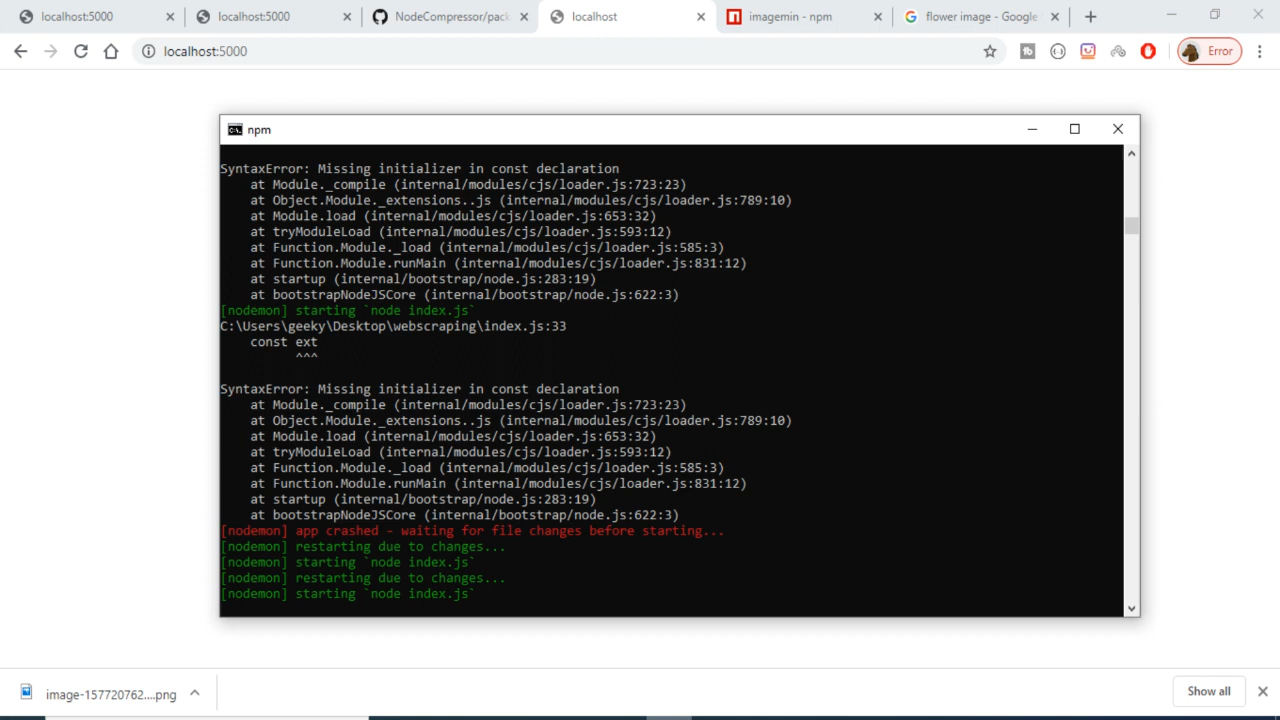 localhost:5000
localhost:5000
NodeCompressor/pack
localhost
imagemin - npm
flower image - Google
localhost:5000
Error
npm
SyntaxError: Missing initializer in const declaration
    at Module._compile (internal/modules/cjs/loader.js:723:23)
    at Object.Module._extensions..js (internal/modules/cjs/loader.js:789:10)
    at Module.load (internal/modules/cjs/loader.js:653:32)
    at tryModuleLoad (internal/modules/cjs/loader.js:593:12)
    at Function.Module._load (internal/modules/cjs/loader.js:585:3)
    at Function.Module.runMain (internal/modules/cjs/loader.js:831:12)
    at startup (internal/bootstrap/node.js:283:19)
    at bootstrapNodeJSCore (internal/bootstrap/node.js:622:3)
[nodemon] starting `node index.js`
C:\Users\geeky\Desktop\webscraping\index.js:33
    const ext
          ^^^
SyntaxError: Missing initializer in const declaration
    at Module._compile (internal/modules/cjs/loader.js:723:23)
    at Object.Module._extensions..js (internal/modules/cjs/loader.js:789:10)
    at Module.load (internal/modules/cjs/loader.js:653:32)
    at tryModuleLoad (internal/modules/cjs/loader.js:593:12)
    at Function.Module._load (internal/modules/cjs/loader.js:585:3)
    at Function.Module.runMain (internal/modules/cjs/loader.js:831:12)
    at startup (internal/bootstrap/node.js:283:19)
    at bootstrapNodeJSCore (internal/bootstrap/node.js:622:3)
[nodemon] app crashed - waiting for file changes before starting...
[nodemon] restarting due to changes...
[nodemon] starting `node index.js`
[nodemon] restarting due to changes...
[nodemon] starting `node index.js`
image-157720762....png
Show all